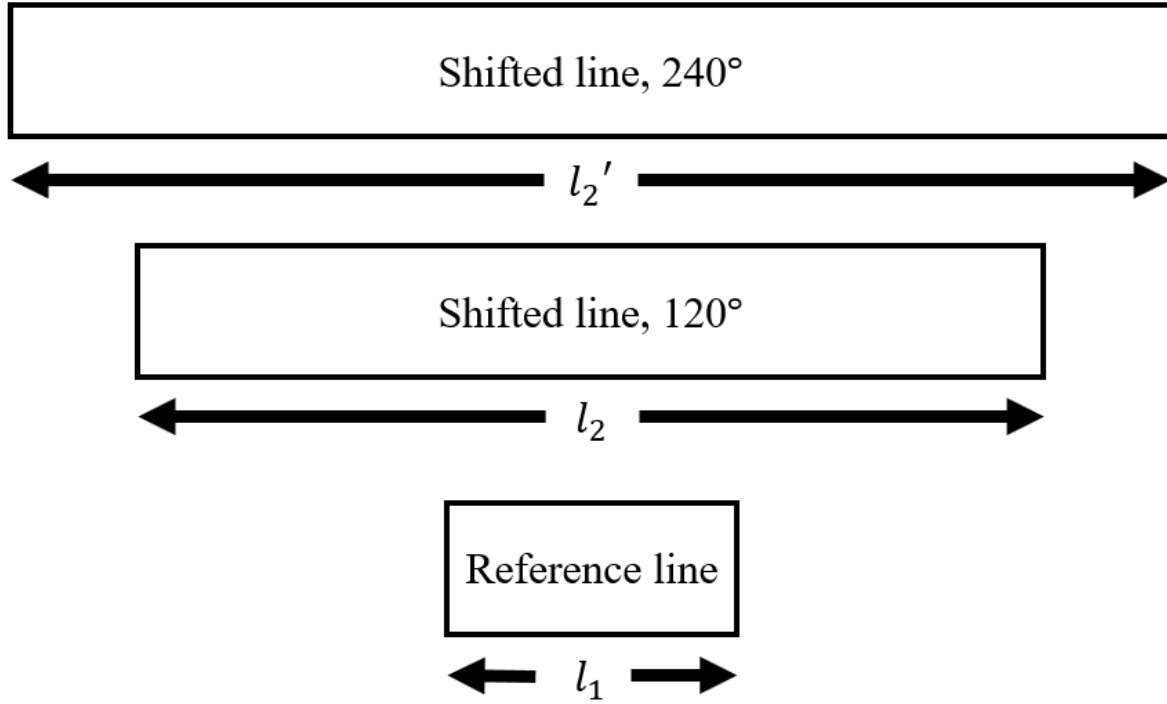 Shifted line, 240°
l₂′
Shifted line, 120°
l₂
Reference line
l₁